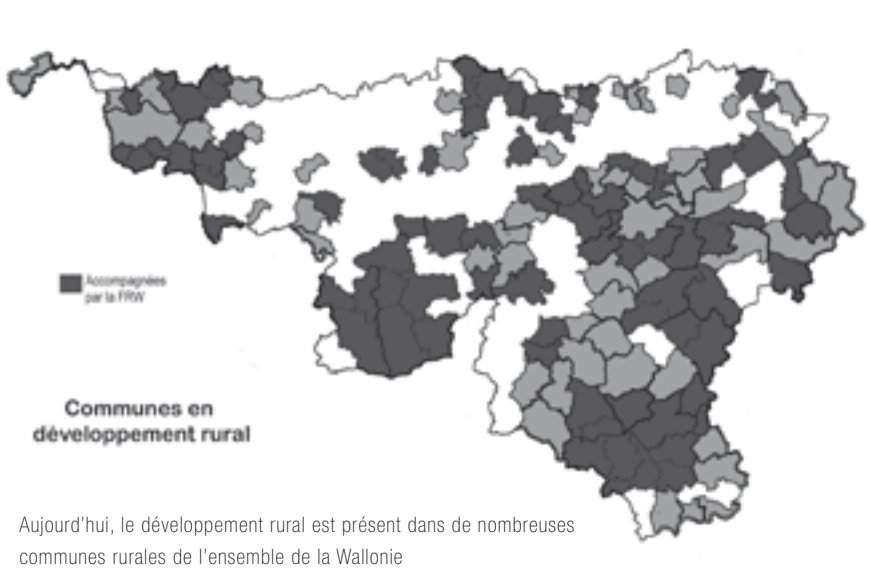 Accompagnées
par la FRW
Communes en
développement rural
Aujourd'hui, le développement rural est présent dans de nombreuses
communes rurales de l'ensemble de la Wallonie